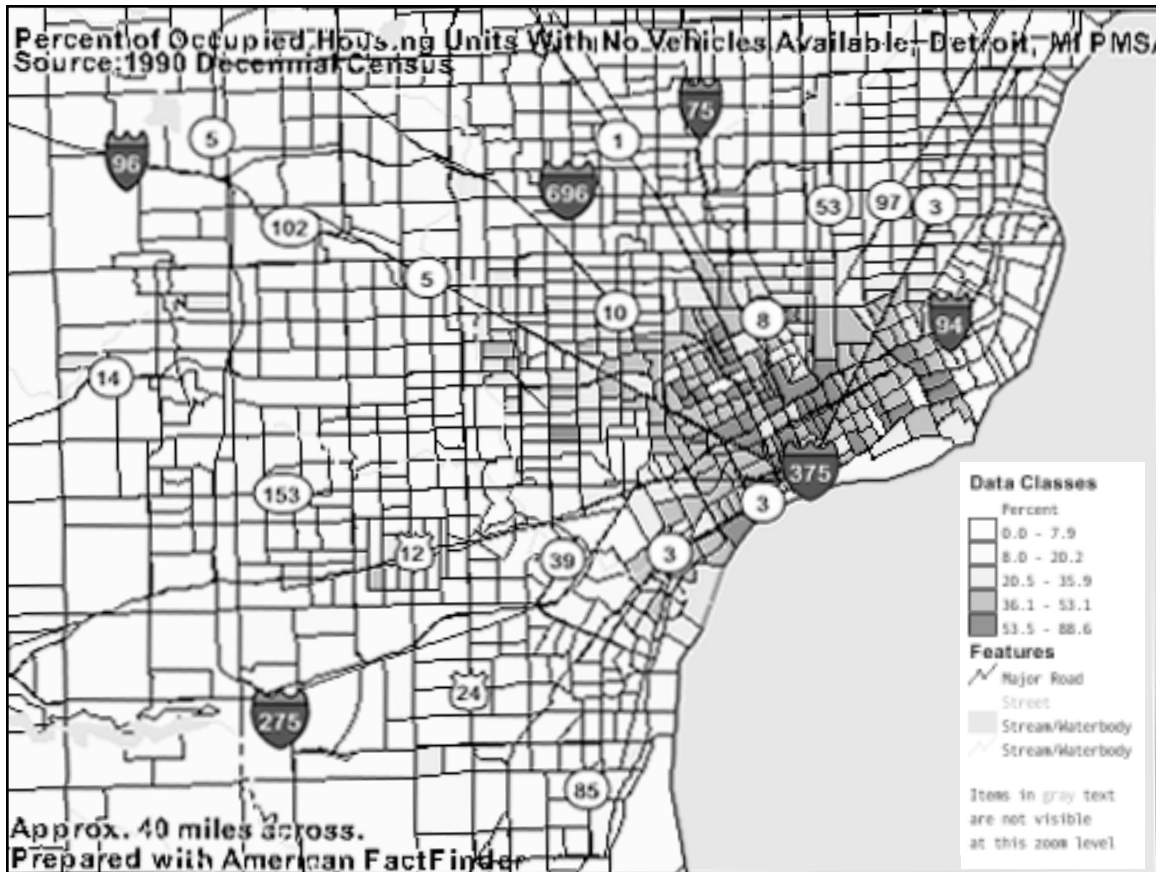 Percent of Occupied Housing Units With No Vehicles Available, Detroit, MI PMSA
Source: 1990 Decennial Census
75
5
1
96
696
53
97
3
102
5
10
8
94
14
375
153
3
12
39
3
24
275
85
Data Classes
Percent
0.0 - 7.9
8.0 - 20.2
20.5 - 35.9
36.1 - 53.1
53.5 - 88.6
Features
Major Road
Street
Stream/Waterbody
Stream/Waterbody
Items in gray text
are not visible
at this zoom level
Approx. 40 miles across.
Prepared with American FactFinder